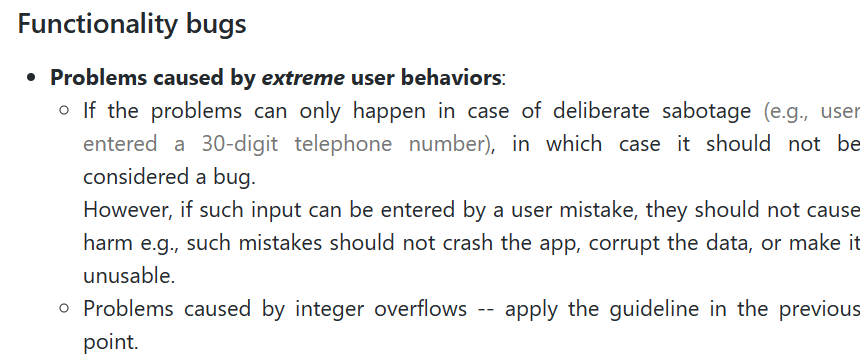 Functionality bugs
• Problems caused by extreme user behaviors:
○ If the problems can only happen in case of deliberate sabotage (e.g., user
entered a 30-digit telephone number), in which case it should not be
considered a bug.
However, if such input can be entered by a user mistake, they should not cause
harm e.g., such mistakes should not crash the app, corrupt the data, or make it
unusable.
○ Problems caused by integer overflows -- apply the guideline in the previous
point.